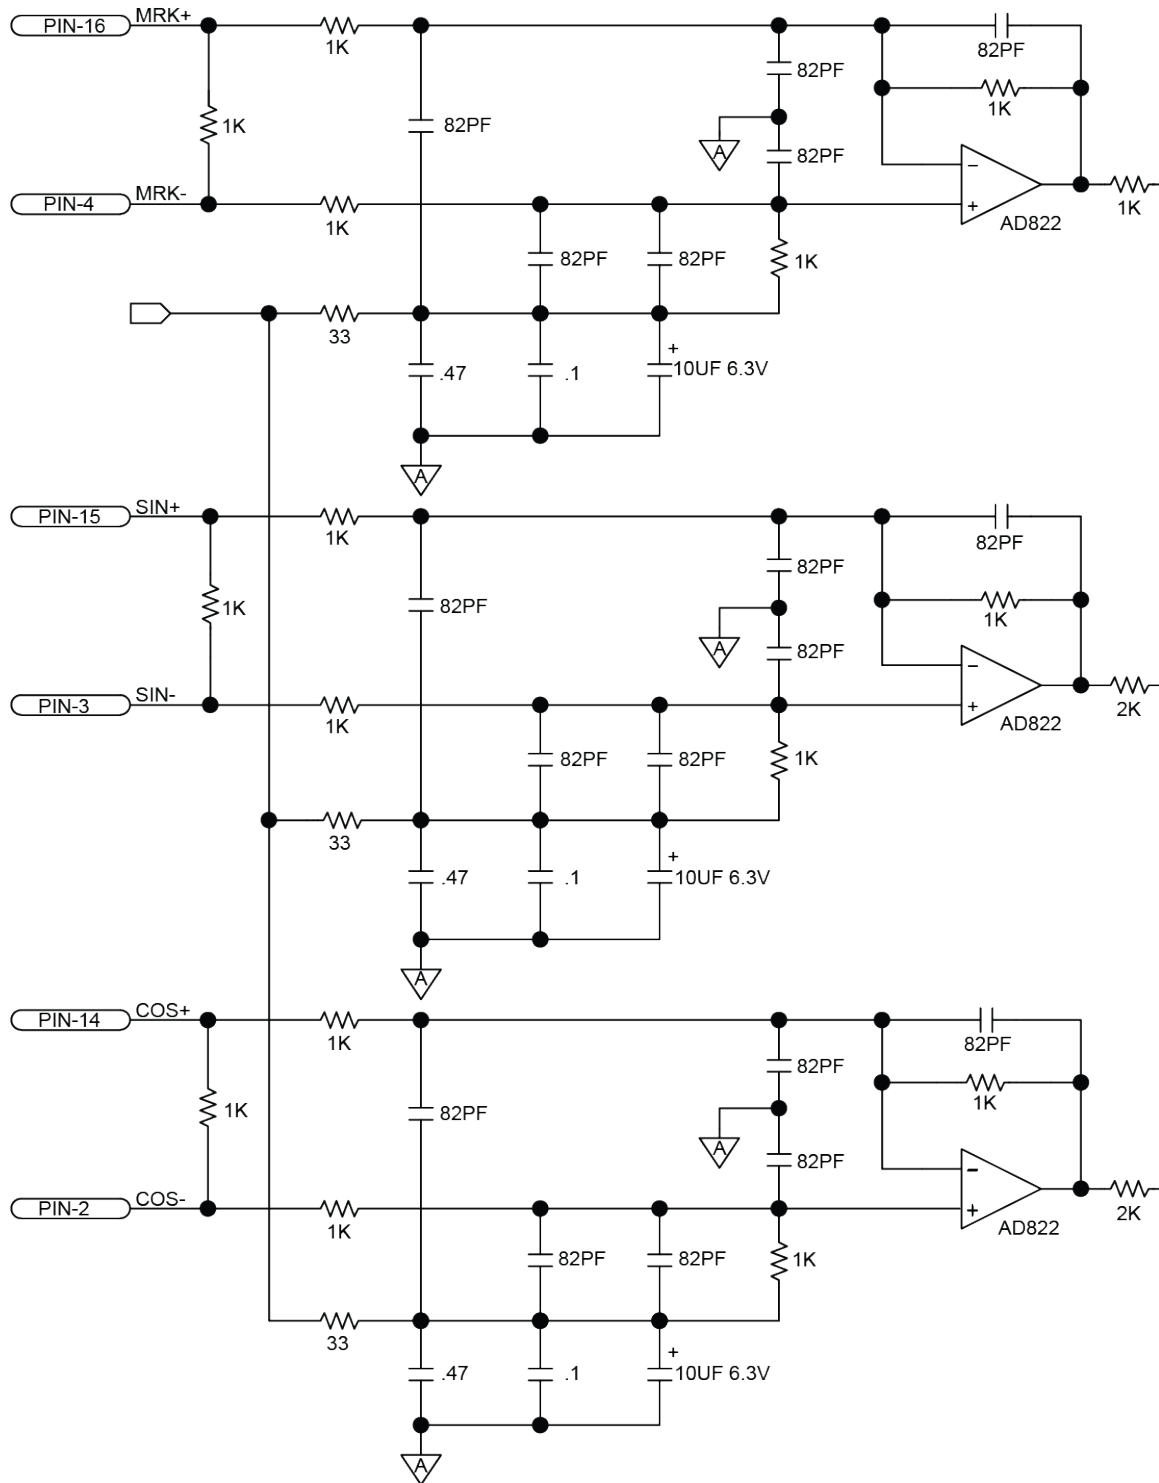 PIN-16 MRK+
1K
82PF
82PF
1K
1K
82PF
A
82PF
PIN-4 MRK-
1K
1K
AD822
82PF
82PF
1K
33
+
.47
.1
10UF 6.3V
A
PIN-15 SIN+
1K
82PF
82PF
1K
82PF
1K
A
82PF
PIN-3 SIN-
1K
2K
AD822
82PF
82PF
1K
33
+
.47
.1
10UF 6.3V
A
PIN-14 COS+
1K
82PF
82PF
1K
82PF
1K
A
82PF
PIN-2 COS-
1K
2K
AD822
82PF
82PF
1K
33
+
.47
.1
10UF 6.3V
A